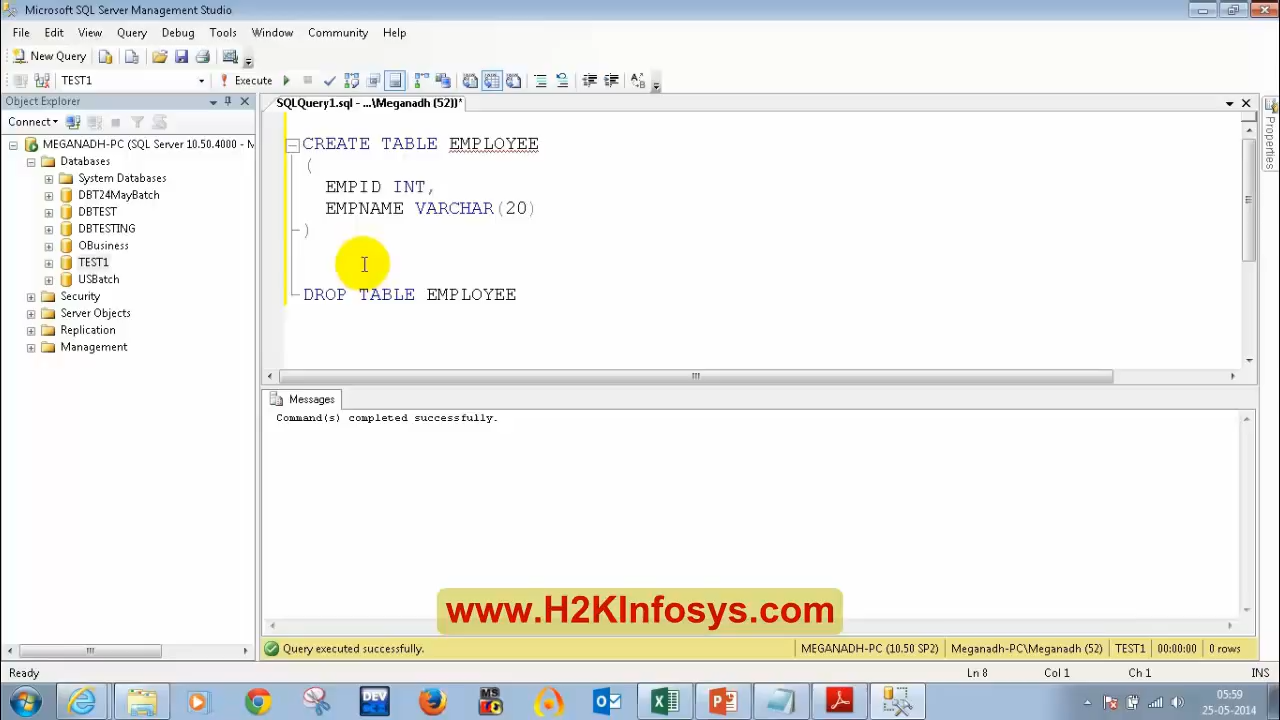 Microsoft SQL Server Management Studio
File Edit View Query Debug Tools Window Community Help
New Query
TEST1 Execute
Object Explorer
SQLQuery1.sql - ...\Meganadh (52))*
Connect
MEGANADH-PC (SQL Server 10.50.4000 - M
Databases
System Databases
DBT24MayBatch
DBTEST
DBTESTING
OBusiness
TEST1
USBatch
Security
Server Objects
Replication
Management
CREATE TABLE EMPLOYEE
(
EMPID INT,
EMPNAME VARCHAR(20)
)
DROP TABLE EMPLOYEE
Properties
Messages
Command(s) completed successfully.
www.H2KInfosys.com
Query executed successfully. MEGANADH-PC (10.50 SP2) Meganadh-PC\Meganadh (52) TEST1 00:00:00 0 rows
Ready Ln 8 Col 1 Ch 1 INS
DEV
MS
05:59
25-05-2014